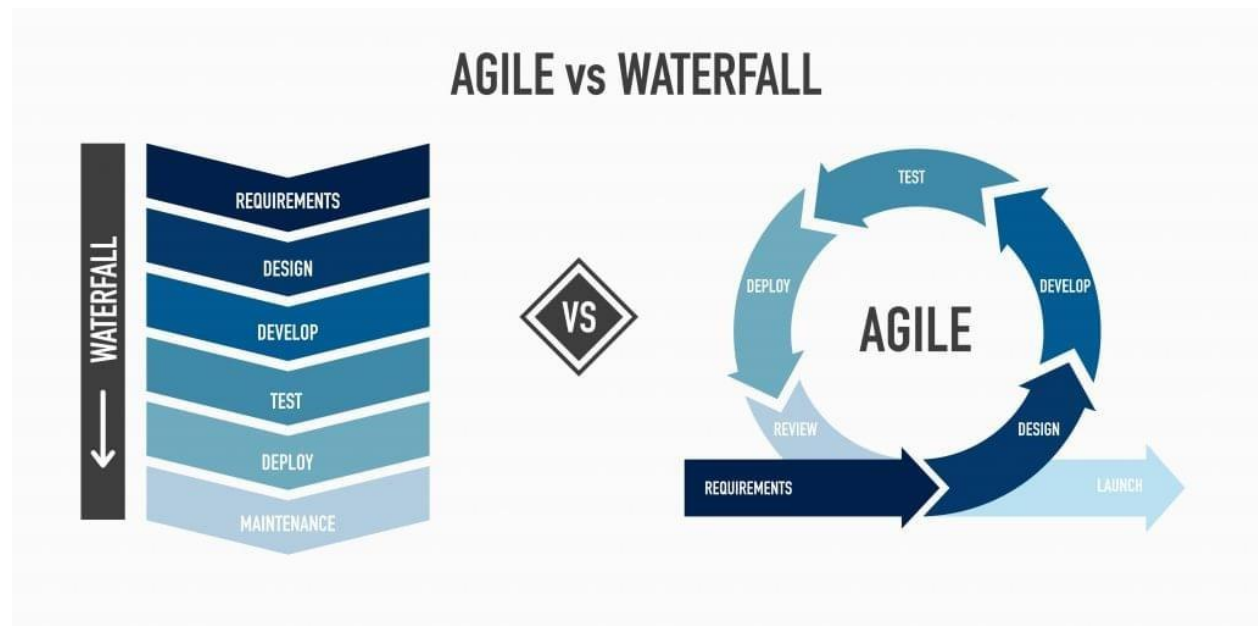 AGILE vs WATERFALL
WATERFALL
REQUIREMENTS
DESIGN
DEVELOP
TEST
DEPLOY
MAINTENANCE
VS
TEST
DEPLOY
DEVELOP
AGILE
REVIEW
DESIGN
REQUIREMENTS
LAUNCH